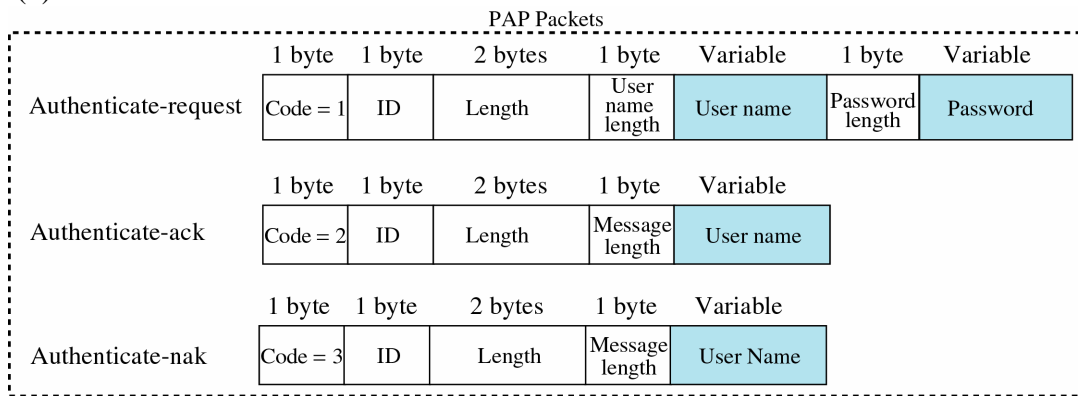 PAP Packets
1 byte 1 byte 2 bytes 1 byte Variable 1 byte Variable
Authenticate-request
Code = 1
ID
Length
User
name
length
User name
Password
length
Password
1 byte 1 byte 2 bytes 1 byte Variable
Authenticate-ack
Code = 2
ID
Length
Message
length
User name
1 byte 1 byte 2 bytes 1 byte Variable
Authenticate-nak
Code = 3
ID
Length
Message
length
User Name